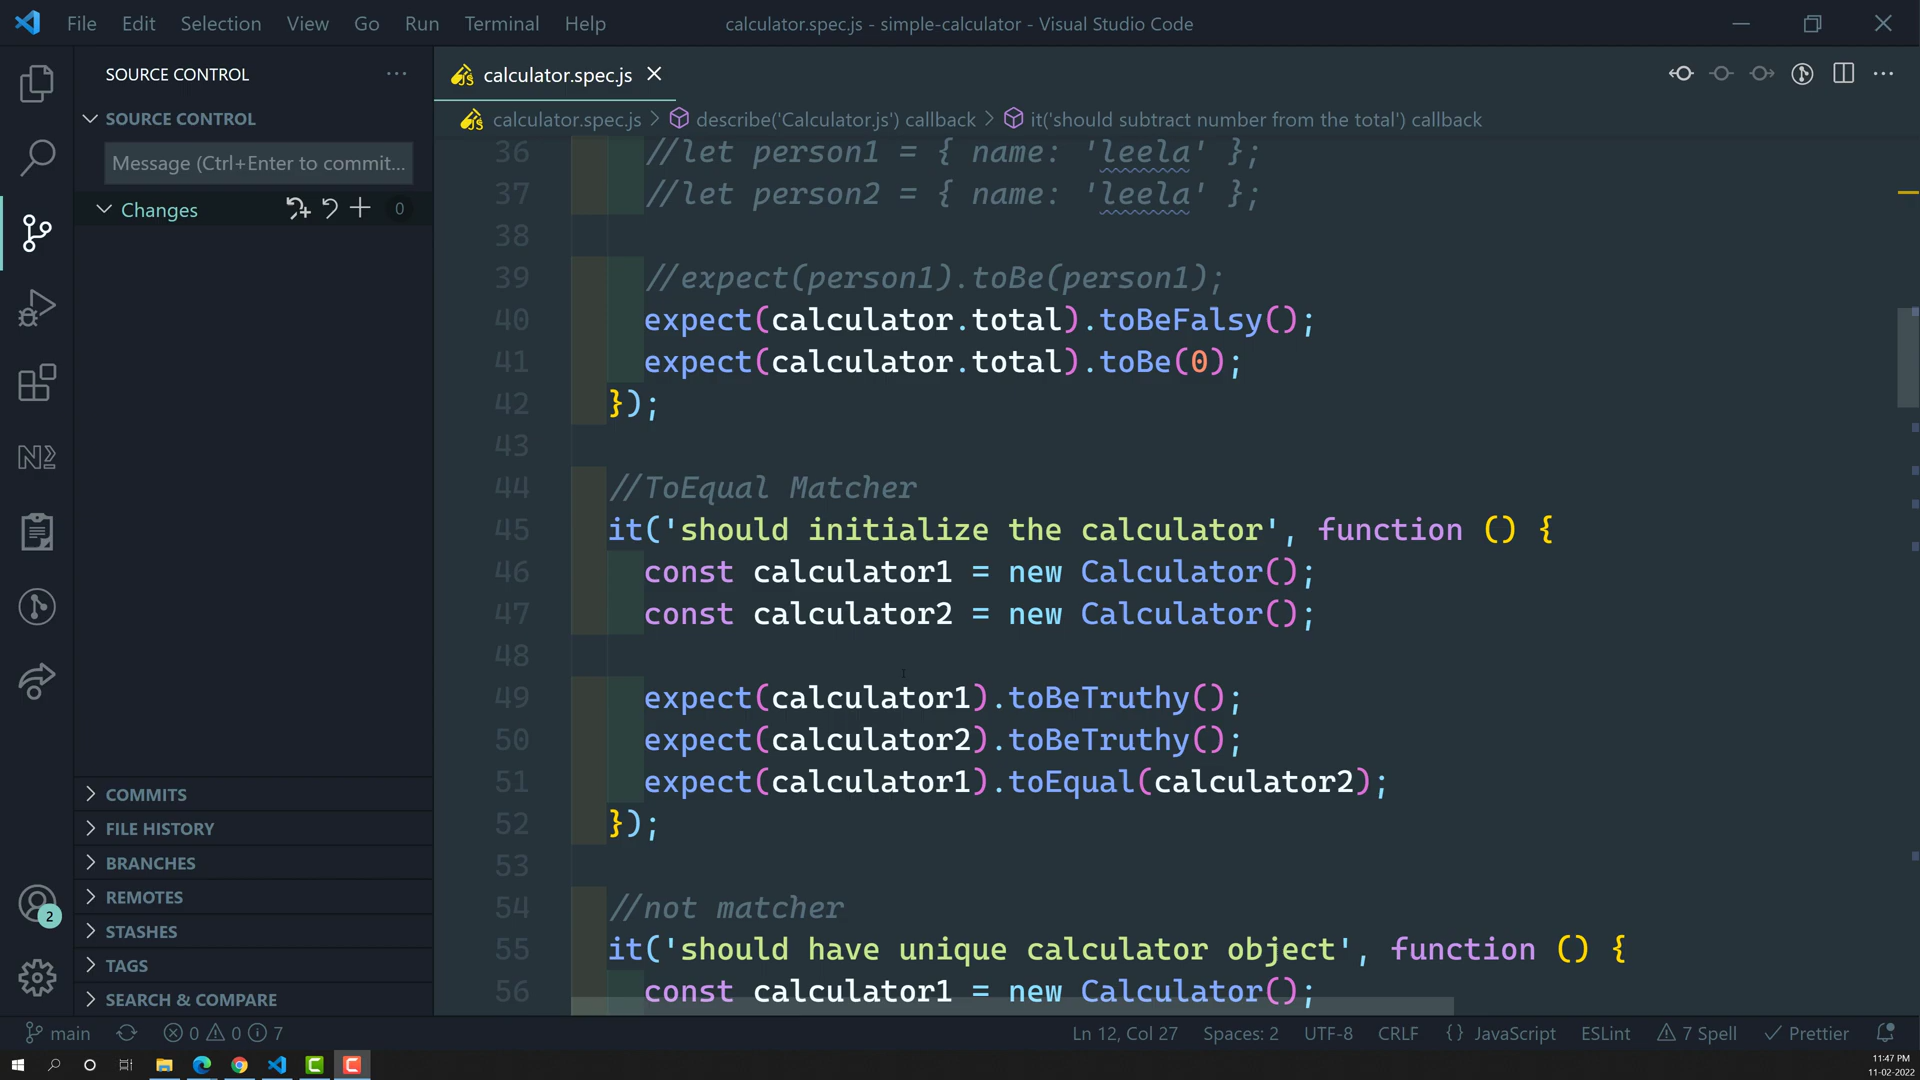 File Edit Selection View Go Run Terminal Help
calculator.spec.js - simple-calculator - Visual Studio Code
SOURCE CONTROL
SOURCE CONTROL
Message (Ctrl+Enter to commit...
Changes 0
COMMITS
FILE HISTORY
BRANCHES
REMOTES
STASHES
TAGS
SEARCH & COMPARE
2
calculator.spec.js
calculator.spec.js > describe('Calculator.js') callback > it('should subtract number from the total') callback
36 //let person1 = { name: 'leela' };
37 //let person2 = { name: 'leela' };
38
39 //expect(person1).toBe(person1);
40 expect(calculator.total).toBeFalsy();
41 expect(calculator.total).toBe(0);
42 });
43
44 //ToEqual Matcher
45 it('should initialize the calculator', function () {
46 const calculator1 = new Calculator();
47 const calculator2 = new Calculator();
48
49 expect(calculator1).toBeTruthy();
50 expect(calculator2).toBeTruthy();
51 expect(calculator1).toEqual(calculator2);
52 });
53
54 //not matcher
55 it('should have unique calculator object', function () {
56 const calculator1 = new Calculator();
main 0 0 7 Ln 12, Col 27 Spaces: 2 UTF-8 CRLF {} JavaScript ESLint 7 Spell Prettier
11:47 PM
11-02-2022